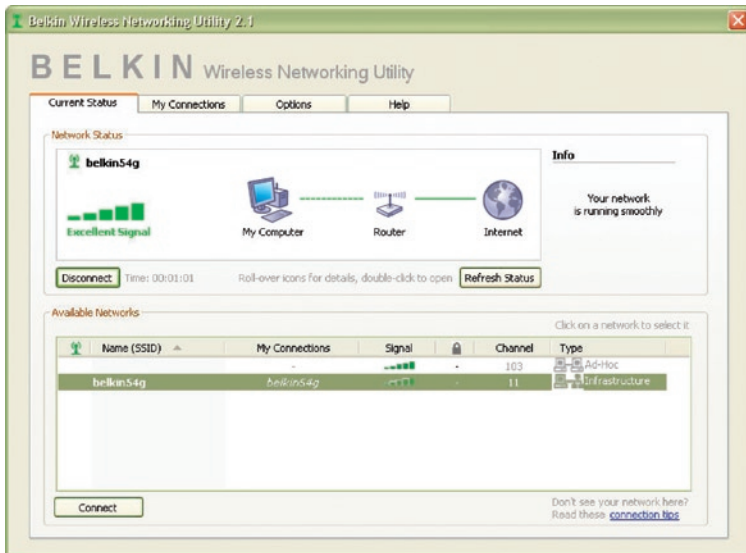 Belkin Wireless Networking Utility 2.1
BELKIN Wireless Networking Utility
Current Status My Connections Options Help
Network Status
belkin54g
Excellent Signal
My Computer Router Internet
Info
Your network
is running smoothly
Disconnect Time: 00:01:01 Roll-over icons for details, double-click to open Refresh Status
Available Networks
Click on a network to select it
Name (SSID) My Connections Signal Channel Type
- - 103 Ad-Hoc
belkin54g belkin54g - 11 Infrastructure
Connect
Don't see your network here?
Read these connection tips